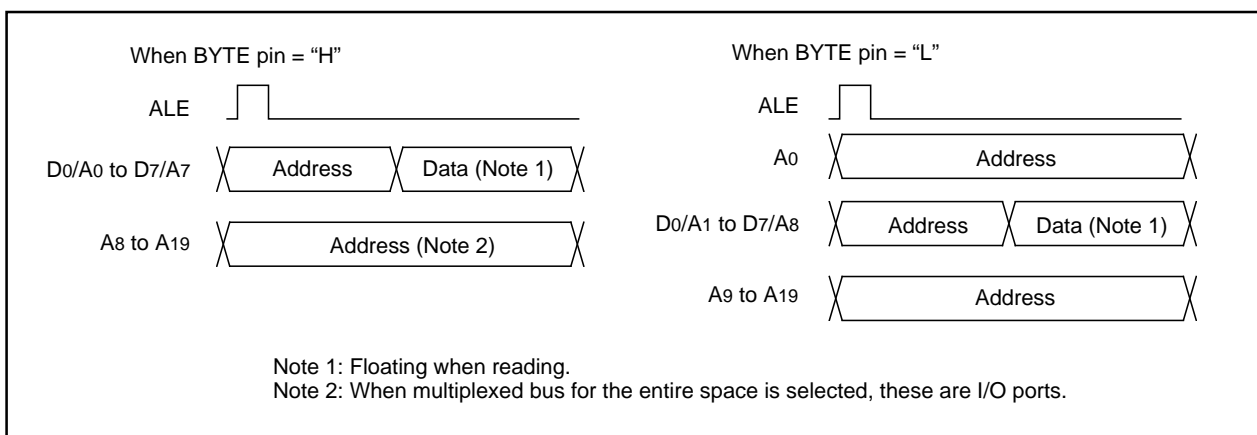 When BYTE pin = “H”
ALE
D0/A0 to D7/A7
Address
Data (Note 1)
A8 to A19
Address (Note 2)
When BYTE pin = “L”
ALE
A0
Address
D0/A1 to D7/A8
Address
Data (Note 1)
A9 to A19
Address
Note 1: Floating when reading.
Note 2: When multiplexed bus for the entire space is selected, these are I/O ports.